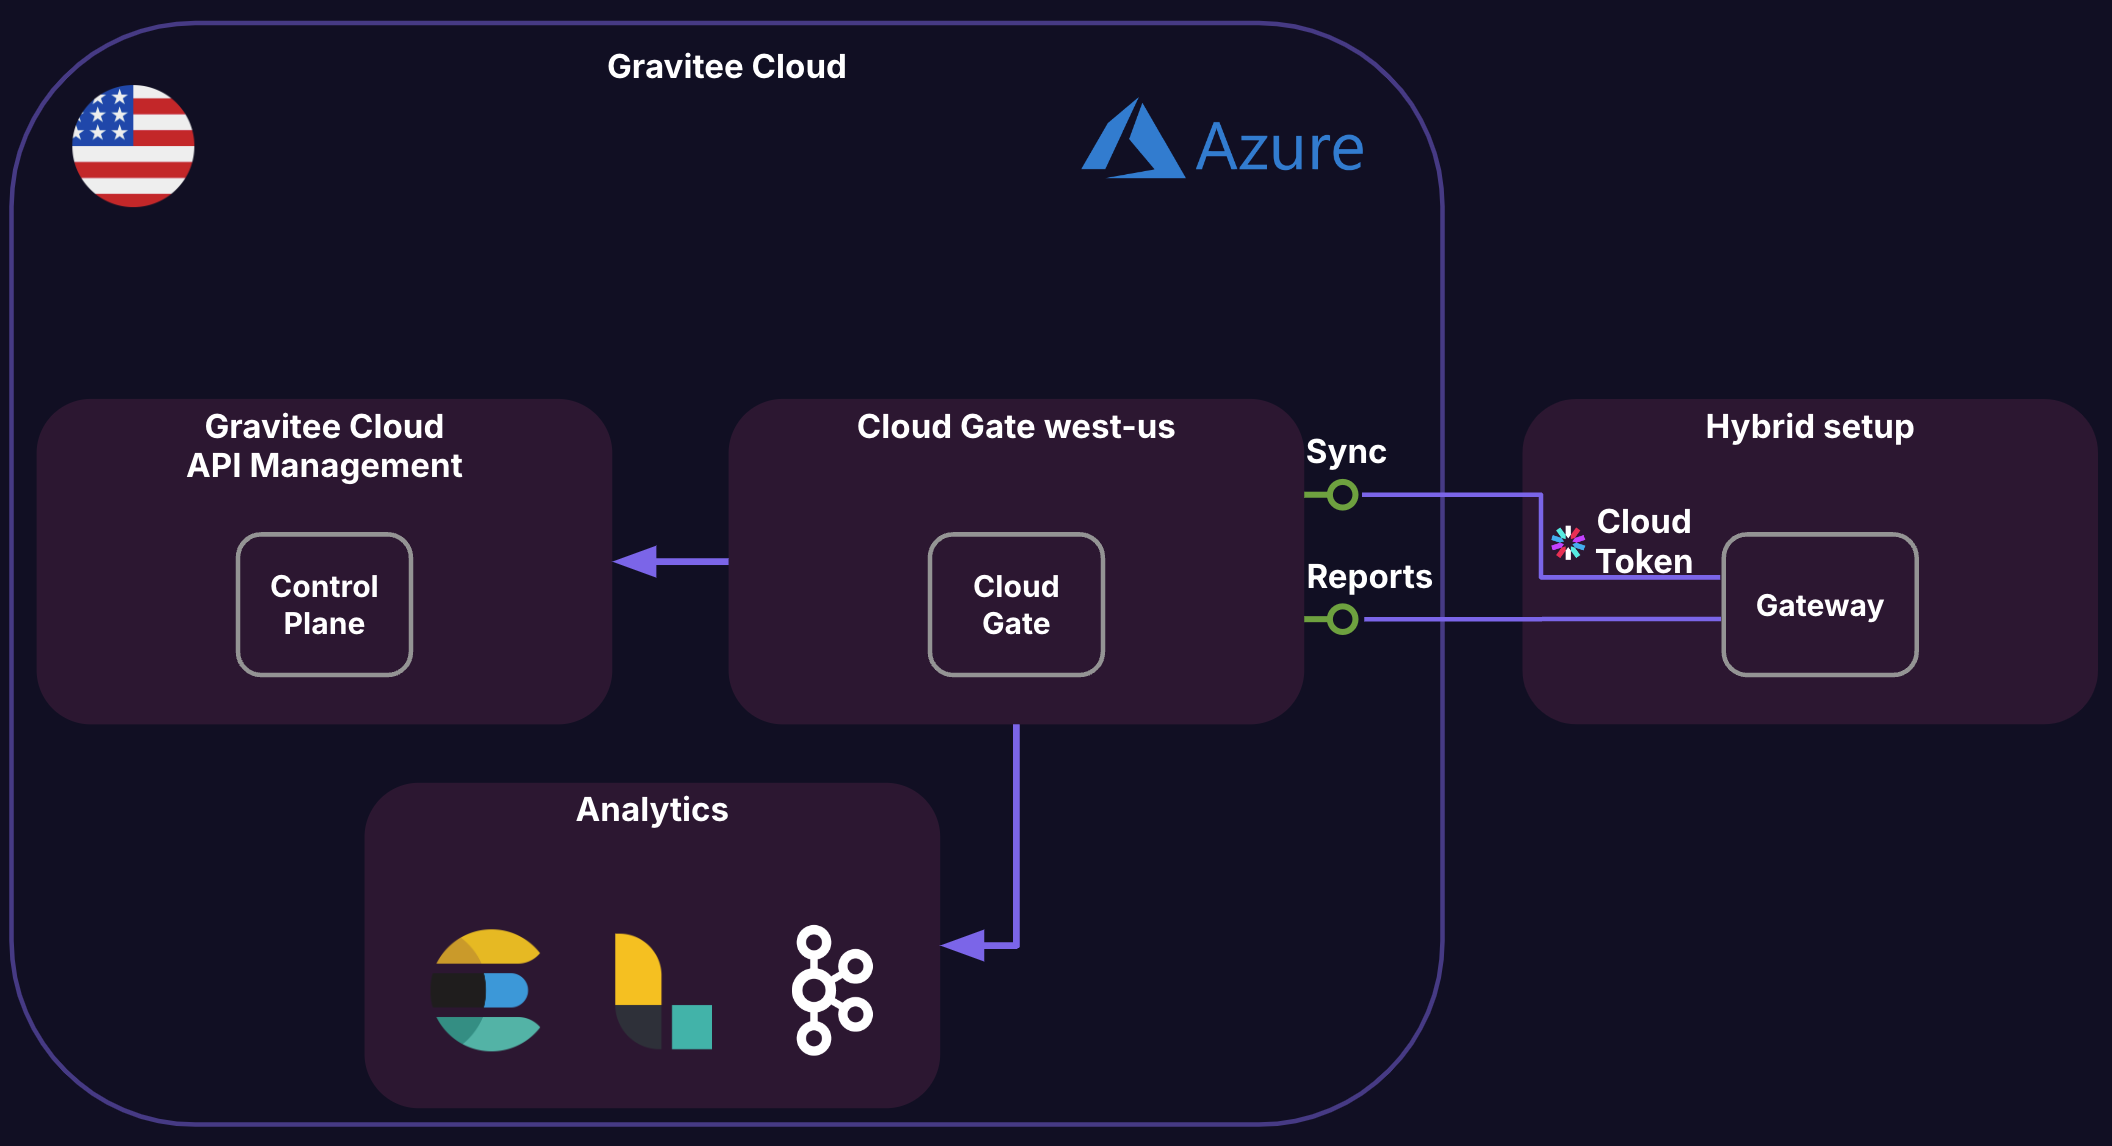 Gravitee Cloud
Azure
Gravitee Cloud
API Management
Control
Plane
Cloud Gate west-us
Cloud
Gate
Sync
Reports
Hybrid setup
Cloud
Token
Gateway
Analytics